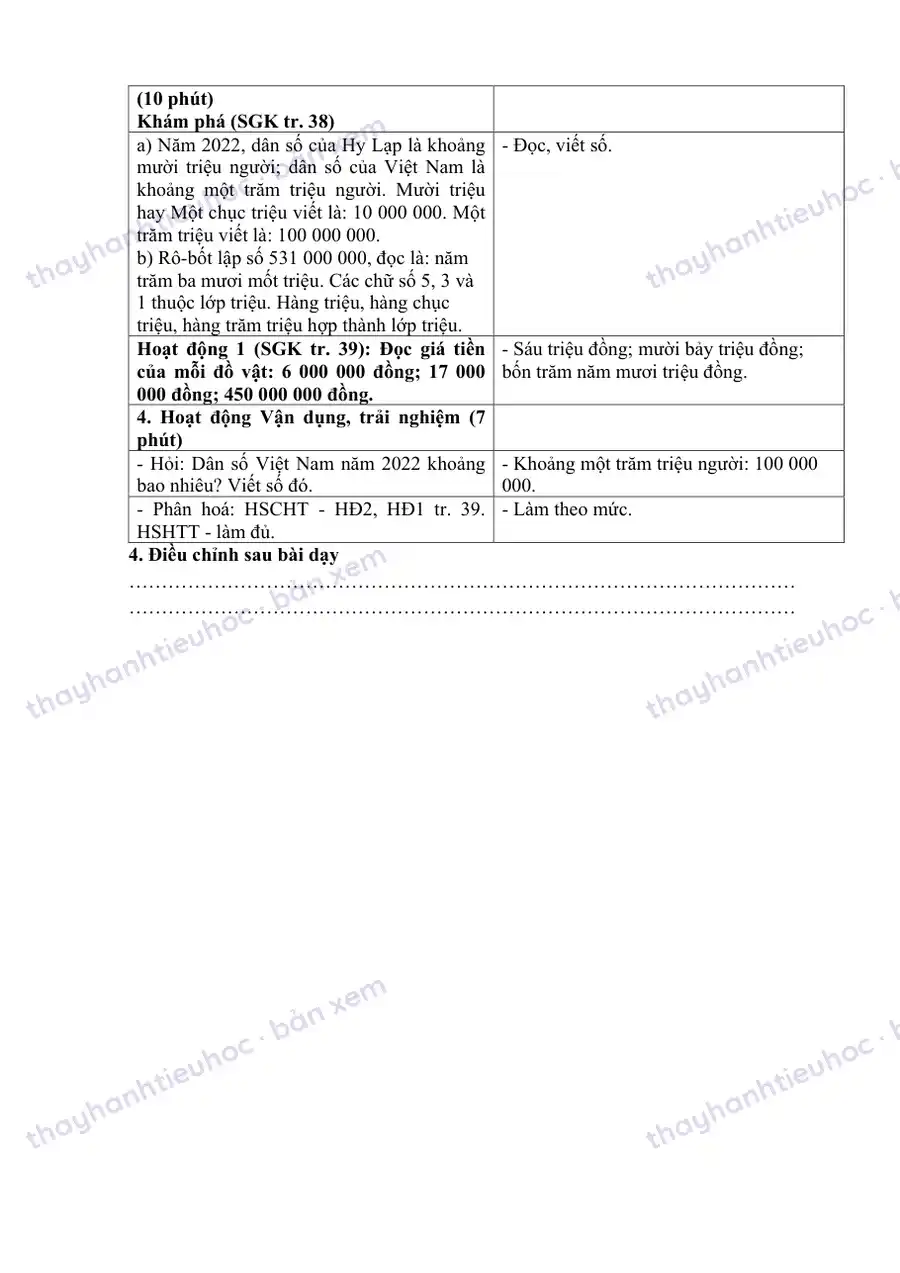 (10 phút)
Khám phá (SGK tr. 38)
a) Năm 2022, dân số của Hy Lạp là khoảng
mười triệu người; dân số của Việt Nam là
khoảng một trăm triệu người. Mười triệu
hay Một chục triệu viết là: 10 000 000. Một
trăm triệu viết là: 100 000 000.
b) Rô-bốt lập số 531 000 000, đọc là: năm
trăm ba mươi mốt triệu. Các chữ số 5, 3 và
1 thuộc lớp triệu. Hàng triệu, hàng chục
triệu, hàng trăm triệu hợp thành lớp triệu.
- Đọc, viết số.
Hoạt động 1 (SGK tr. 39): Đọc giá tiền
của mỗi đồ vật: 6 000 000 đồng; 17 000
000 đồng; 450 000 000 đồng.
- Sáu triệu đồng; mười bảy triệu đồng;
bốn trăm năm mươi triệu đồng.
4. Hoạt động Vận dụng, trải nghiệm (7
phút)
- Hỏi: Dân số Việt Nam năm 2022 khoảng
bao nhiêu? Viết số đó.
- Khoảng một trăm triệu người: 100 000
000.
- Phân hoá: HSCHT - HĐ2, HĐ1 tr. 39.
HSHTT - làm đủ.
- Làm theo mức.
4. Điều chỉnh sau bài dạy
……………………………………………………………………………………………
……………………………………………………………………………………………
thayhanhtieuhoc · bản xem
thayhanhtieuhoc · b
thayhanhtieuhoc · bản xem
thayhanhtieuhoc · b
thayhanhtieuhoc · bản xem
thayhanhtieuhoc · b